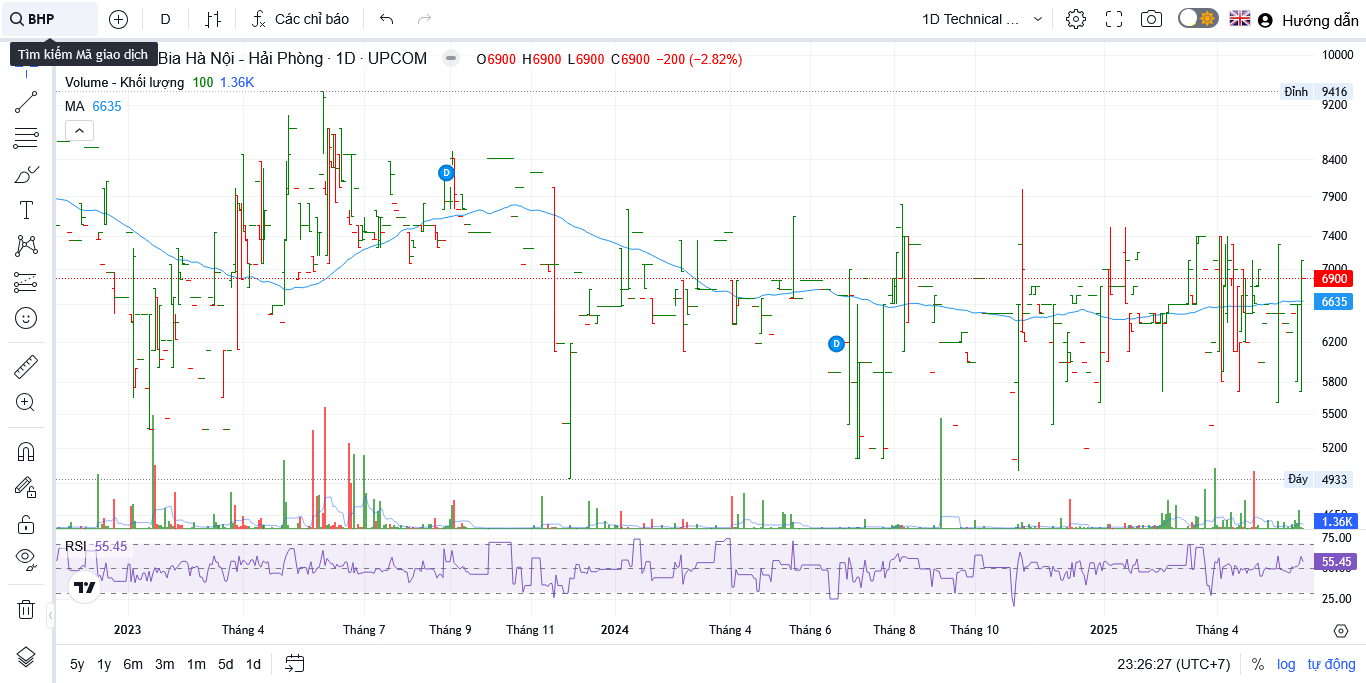 BHP D Các chỉ báo 1D Technical ... Hướng dẫn
Tìm kiếm Mã giao dịch
Bia Hà Nội - Hải Phòng · 1D · UPCOM O6900 H6900 L6900 C6900 −200 (−2.82%)
Volume - Khối lượng 100 1.36K
MA 6635
10000
Đỉnh 9416
9200
8400
7900
7400
7000
6900
6635
6200
5800
5500
5200
Đáy 4933
1.36K
D
D
RSI 55.45
75.00
55.45
25.00
2023 Tháng 4 Tháng 7 Tháng 9 Tháng 11 2024 Tháng 4 Tháng 6 Tháng 8 Tháng 10 2025 Tháng 4
5y 1y 6m 3m 1m 5d 1d 23:26:27 (UTC+7) % log tự động